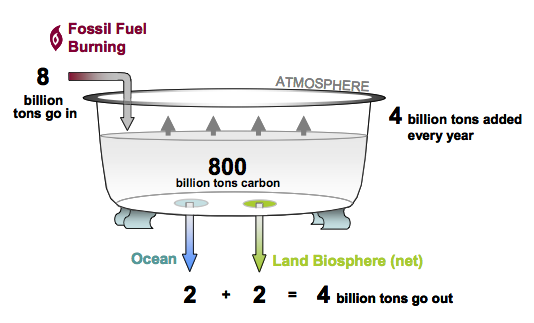 Fossil Fuel
Burning
8
billion
tons go in
ATMOSPHERE
4 billion tons added
every year
800
billion tons carbon
Ocean
Land Biosphere (net)
2 + 2 = 4 billion tons go out